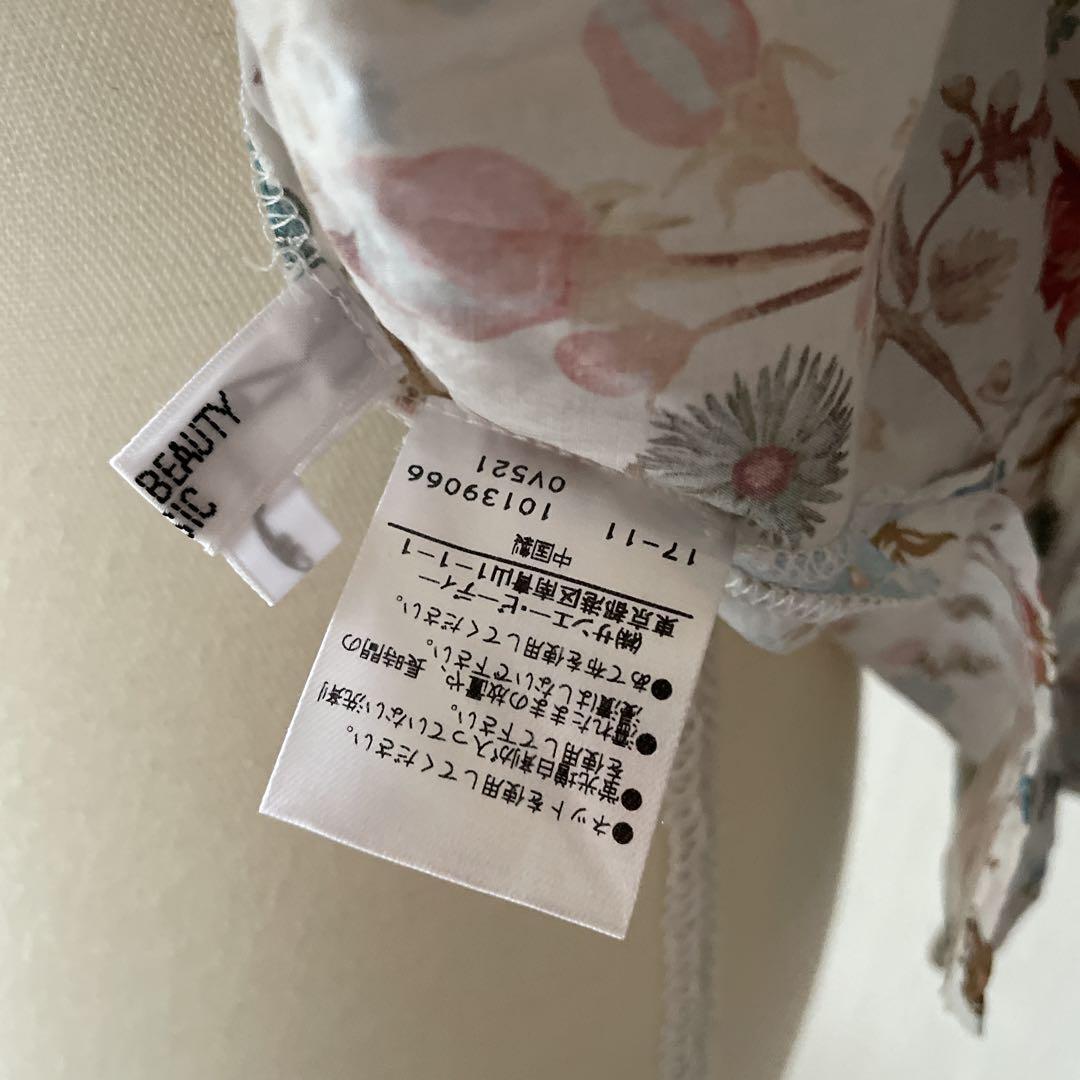 BEAUTY
●ネットを使用してください。
●蛍光増白剤が入っていない洗剤
を使用して下さい。
●濡れたままの放置や、長時間の
浸漬はしないで下さい。
●あて布を使用してください。
㈱サンエー・ビーディー
東京都港区南青山1-1-1
中国製
17-11 10139066
0V521